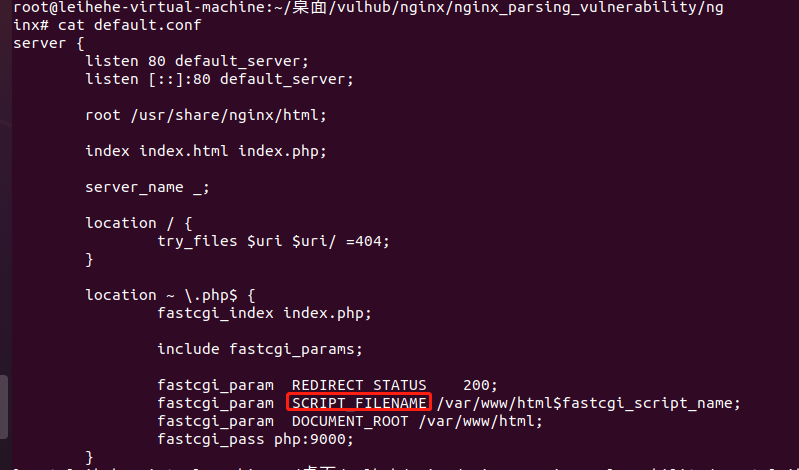 root@leihehe-virtual-machine:~/桌面/vulhub/nginx/nginx_parsing_vulnerability/ng
inx# cat default.conf
server {
listen 80 default_server;
listen [::]:80 default_server;
root /usr/share/nginx/html;
index index.html index.php;
server_name _;
location / {
try_files $uri $uri/ =404;
}
location ~ \.php$ {
fastcgi_index index.php;
include fastcgi_params;
fastcgi_param  REDIRECT_STATUS    200;
fastcgi_param  SCRIPT_FILENAME /var/www/html$fastcgi_script_name;
fastcgi_param  DOCUMENT_ROOT /var/www/html;
fastcgi_pass php:9000;
}